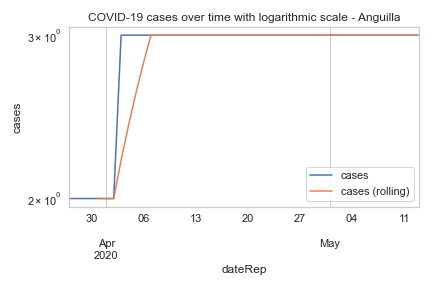 COVID-19 cases over time with logarithmic scale - Anguilla
3 × 10⁰
cases
2 × 10⁰
cases
cases (rolling)
30 06 13 20 27 04 11
Apr May
2020
dateRep